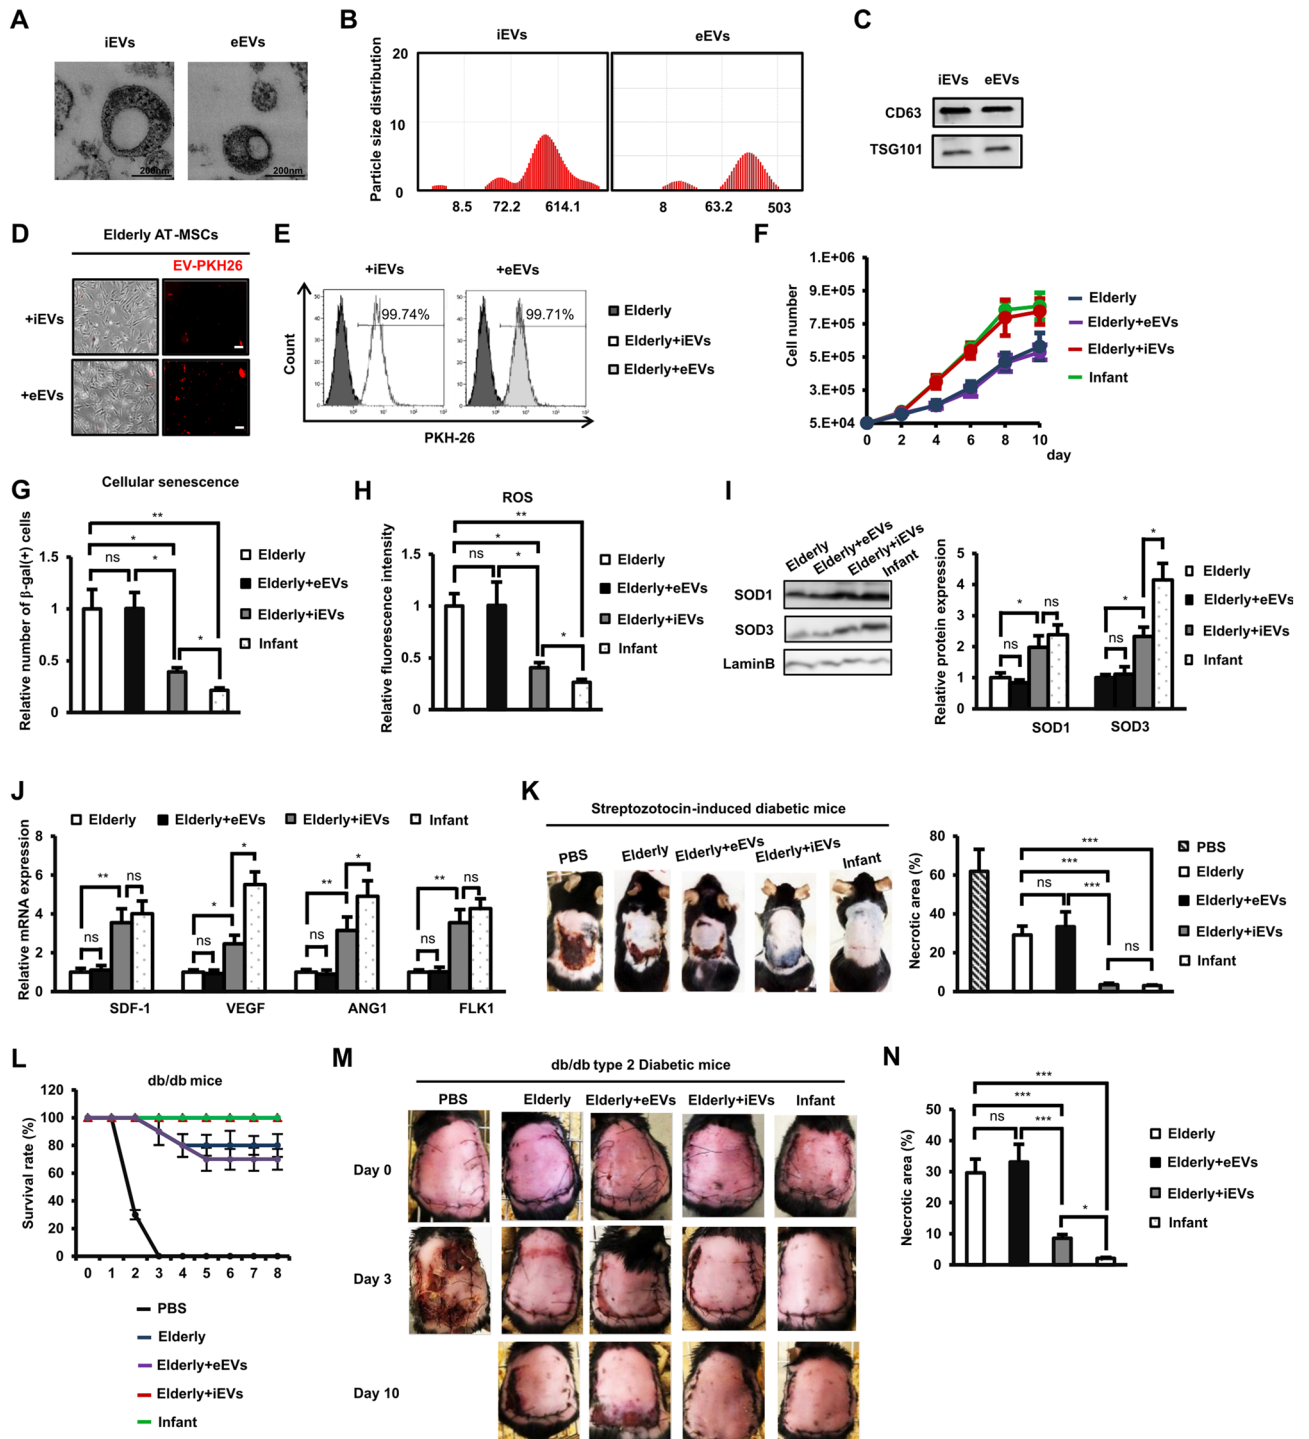 A
iEVs
eEVs
200nm
200nm
B
iEVs
eEVs
Particle size distribution
20
10
0
8.5
72.2
614.1
8
63.2
503
C
iEVs eEVs
CD63
TSG101
D
Elderly AT-MSCs
EV-PKH26
+iEVs
+eEVs
E
+iEVs
+eEVs
99.74%
99.71%
Count
PKH-26
Elderly
Elderly+iEVs
Elderly+eEVs
F
Cell number
1.E+06
9.E+05
7.E+05
5.E+05
3.E+05
5.E+04
0 2 4 6 8 10
day
Elderly
Elderly+eEVs
Elderly+iEVs
Infant
G
Cellular senescence
Relative number of β-gal(+) cells
1.5
1
0.5
0
**
*
ns
*
*
Elderly
Elderly+eEVs
Elderly+iEVs
Infant
H
ROS
Relative fluorescence intensity
1.5
1
0.5
0
**
*
ns
*
*
Elderly
Elderly+eEVs
Elderly+iEVs
Infant
I
Elderly
Elderly+eEVs
Elderly+iEVs
Infant
SOD1
SOD3
LaminB
Relative protein expression
5
4
3
2
1
0
*
ns
ns
*
*
ns
SOD1
SOD3
Elderly
Elderly+eEVs
Elderly+iEVs
Infant
J
Elderly
Elderly+eEVs
Elderly+iEVs
Infant
Relative mRNA expression
8
6
4
2
0
**
ns
ns
*
*
ns
**
*
ns
**
ns
ns
SDF-1
VEGF
ANG1
FLK1
K
Streptozotocin-induced diabetic mice
PBS
Elderly
Elderly+eEVs
Elderly+iEVs
Infant
Necrotic area (%)
80
60
40
20
0
***
***
ns
***
ns
PBS
Elderly
Elderly+eEVs
Elderly+iEVs
Infant
L
db/db mice
Survival rate (%)
120
100
80
60
40
20
0
0 1 2 3 4 5 6 7 8
PBS
Elderly
Elderly+eEVs
Elderly+iEVs
Infant
M
db/db type 2 Diabetic mice
PBS
Elderly
Elderly+eEVs
Elderly+iEVs
Infant
Day 0
Day 3
Day 10
N
Necrotic area (%)
50
40
30
20
10
0
***
***
ns
***
*
Elderly
Elderly+eEVs
Elderly+iEVs
Infant